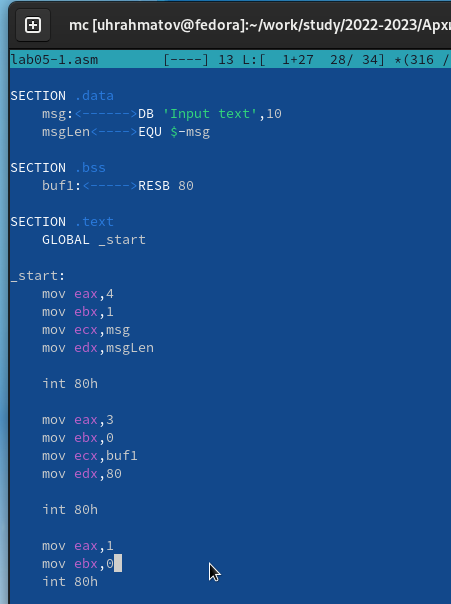 mc [uhrahmatov@fedora]:~/work/study/2022-2023/Арх
lab05-1.asm [----] 13 L:[ 1+27 28/ 34] *(316 /
SECTION .data
msg:<------>DB 'Input text',10
msgLen<---->EQU $-msg
SECTION .bss
buf1:<----->RESB 80
SECTION .text
GLOBAL _start
_start:
mov eax,4
mov ebx,1
mov ecx,msg
mov edx,msgLen
int 80h
mov eax,3
mov ebx,0
mov ecx,buf1
mov edx,80
int 80h
mov eax,1
mov ebx,0
int 80h